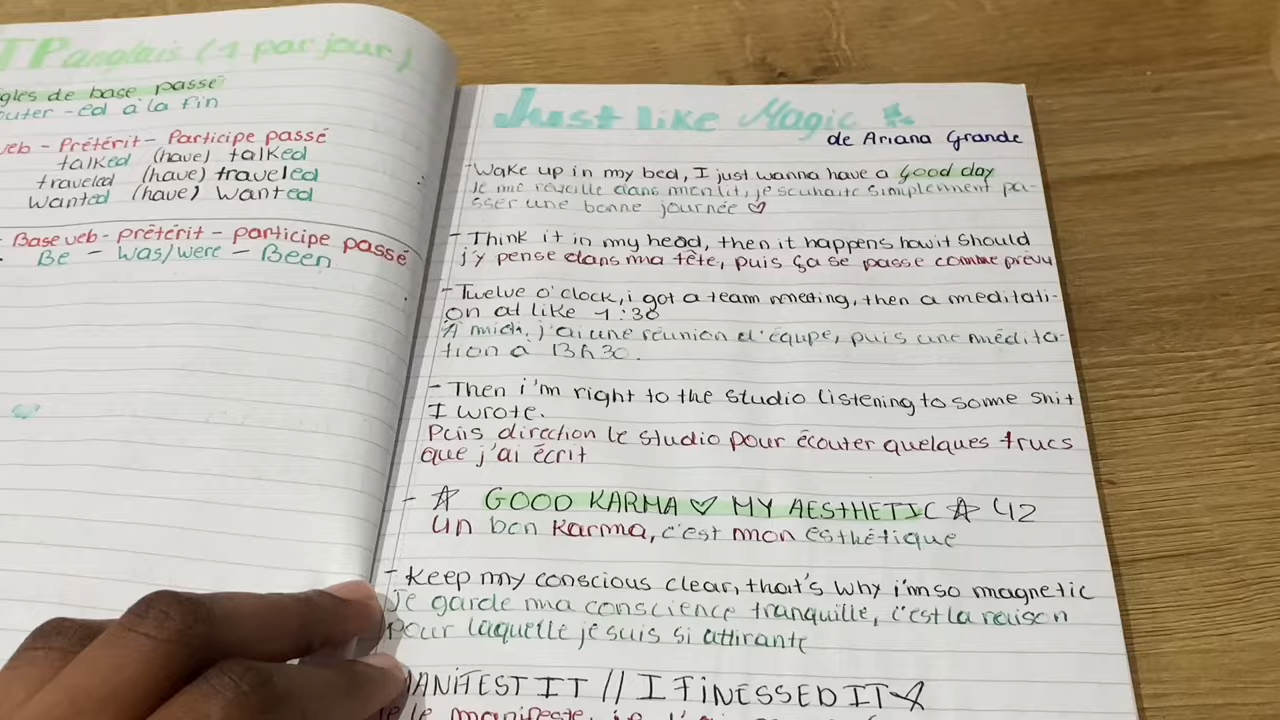 TP anglais (1 par jour)
gles de base passé
outer -ed à la fin
veb - Prétérit - Participe passé
talked (have) talked
traveled (have) traveled
wanted (have) wanted
Base veb - prétérit - participe passé
Be - was/were - Been
Just like Magic
de Ariana Grande
- Wake up in my bed, I just wanna have a good day
Je me réveille dans mon lit, je souhaite simplement pa-
sser une bonne journée ♡
- Think it in my head, then it happens how it should
j'y pense dans ma tête, puis ça se passe comme prévu
- Twelve o'clock, i got a team meeting, then a meditati-
on at like 1:30
À midi, j'ai une réunion d'équpe, puis une médita-
tion à 13h30.
- Then i'm right to the studio listening to some shit
I wrote.
Puis direction le studio pour écouter quelques trucs
que j'ai écrit
- ☆ GOOD KARMA ♡ MY AESTHETIC ☆ 42
Un bon karma, c'est mon esthétique
- Keep my conscious clear, that's why i'm so magnetic
Je garde ma conscience tranquille, c'est la raison
pour laquelle je suis si attirante
MANIFEST IT // I FINESSED IT ☆
je le manifeste, je l'ai